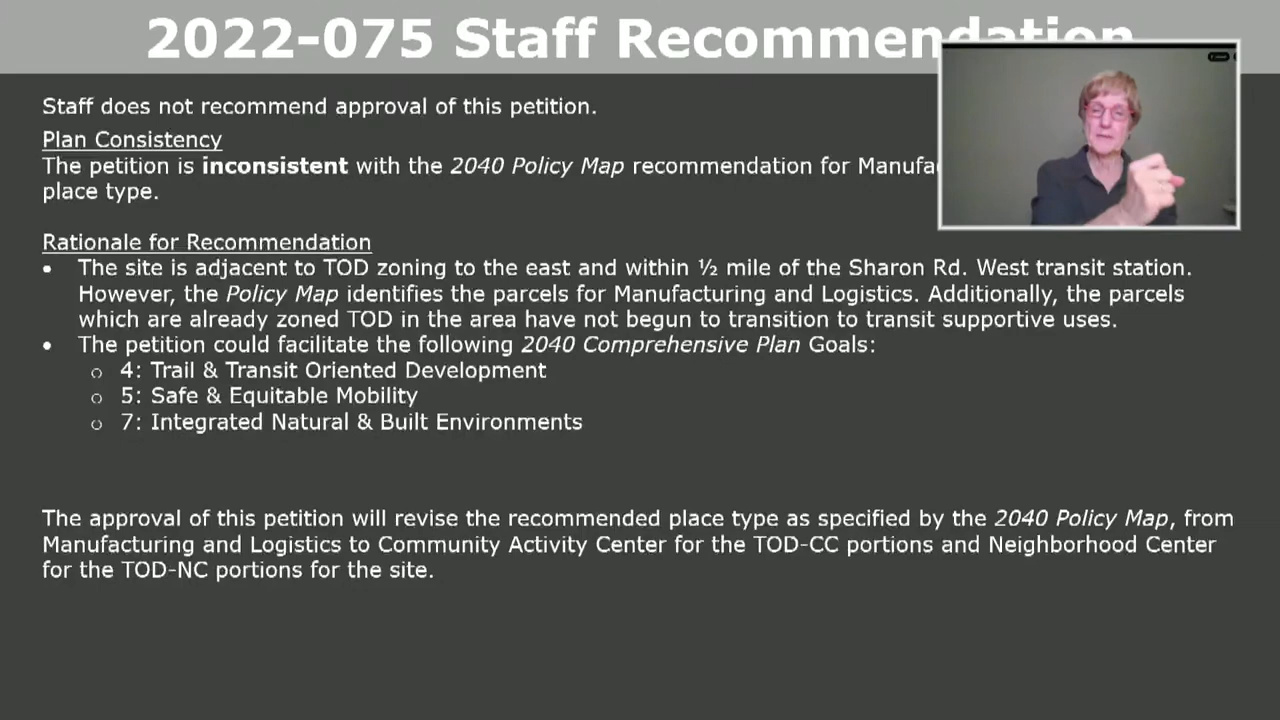 2022-075 Staff Recommendation
Staff does not recommend approval of this petition.
Plan Consistency
The petition is inconsistent with the 2040 Policy Map recommendation for Manufac
place type.
Rationale for Recommendation
• The site is adjacent to TOD zoning to the east and within ½ mile of the Sharon Rd. West transit station.
However, the Policy Map identifies the parcels for Manufacturing and Logistics. Additionally, the parcels
which are already zoned TOD in the area have not begun to transition to transit supportive uses.
• The petition could facilitate the following 2040 Comprehensive Plan Goals:
o 4: Trail & Transit Oriented Development
o 5: Safe & Equitable Mobility
o 7: Integrated Natural & Built Environments
The approval of this petition will revise the recommended place type as specified by the 2040 Policy Map, from
Manufacturing and Logistics to Community Activity Center for the TOD-CC portions and Neighborhood Center
for the TOD-NC portions for the site.